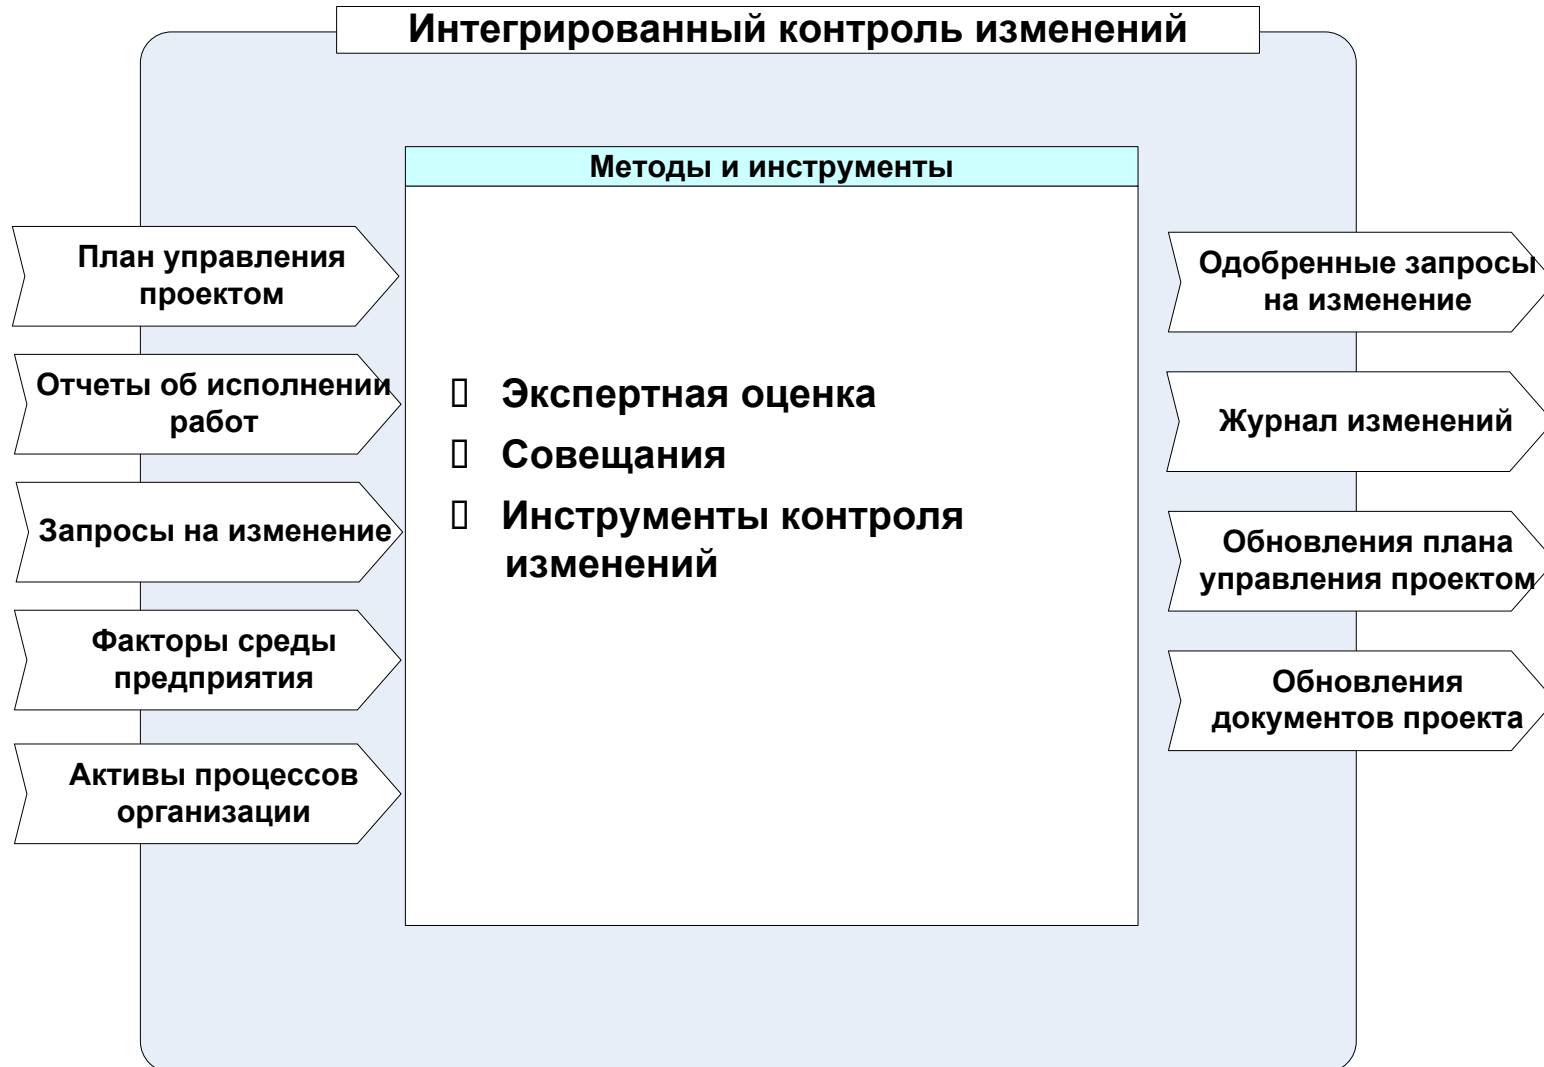 Интегрированный контроль изменений
Методы и инструменты
План управления
проектом
Отчеты об исполнении
работ
Запросы на изменение
Факторы среды
предприятия
Активы процессов
организации
Экспертная оценка
Совещания
Инструменты контроля
изменений
Одобренные запросы
на изменение
Журнал изменений
Обновления плана
управления проектом
Обновления
документов проекта